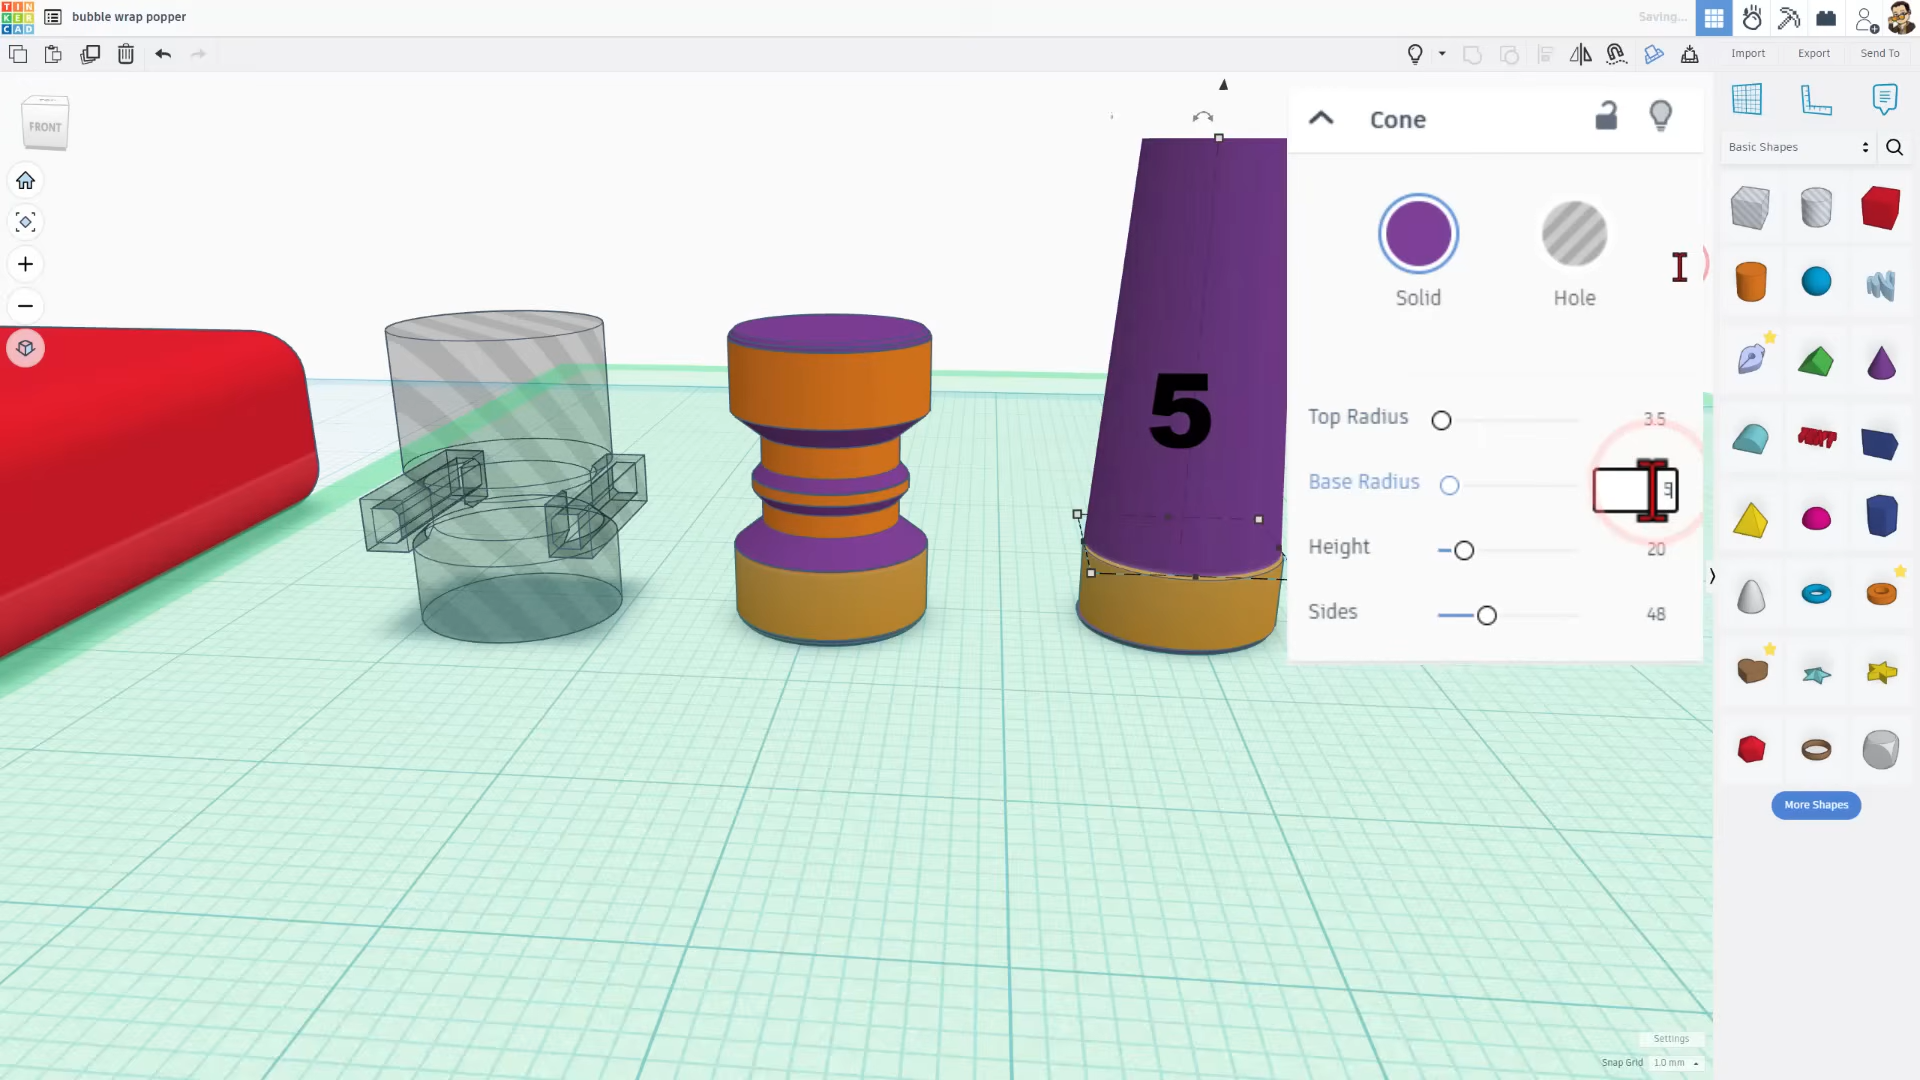 TIN
KER
CAD
bubble wrap popper
Saving...
Import
Export
Send To
FRONT
Cone
Basic Shapes
Solid
Hole
Top Radius
3.5
Base Radius
5
Height
20
Sides
48
5
More Shapes
Settings
Snap Grid
1.0 mm